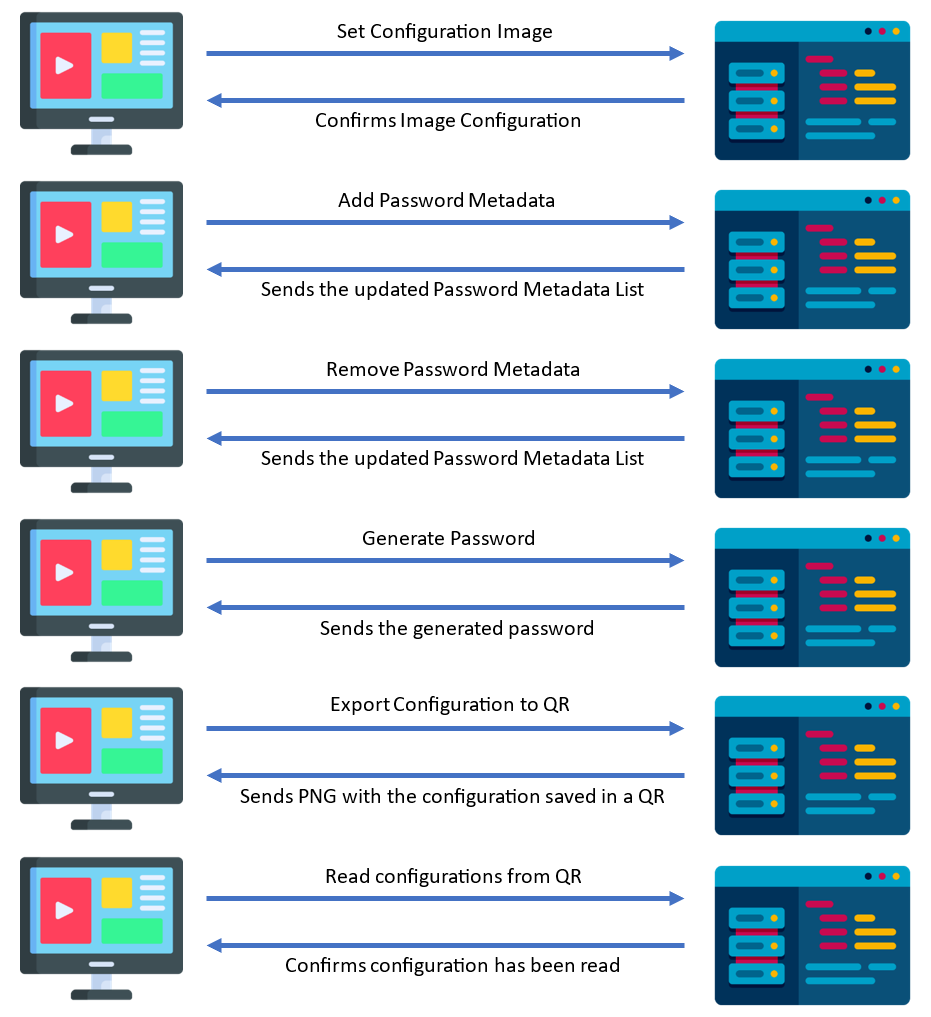 Set Configuration Image
Confirms Image Configuration
Add Password Metadata
Sends the updated Password Metadata List
Remove Password Metadata
Sends the updated Password Metadata List
Generate Password
Sends the generated password
Export Configuration to QR
Sends PNG with the configuration saved in a QR
Read configurations from QR
Confirms configuration has been read